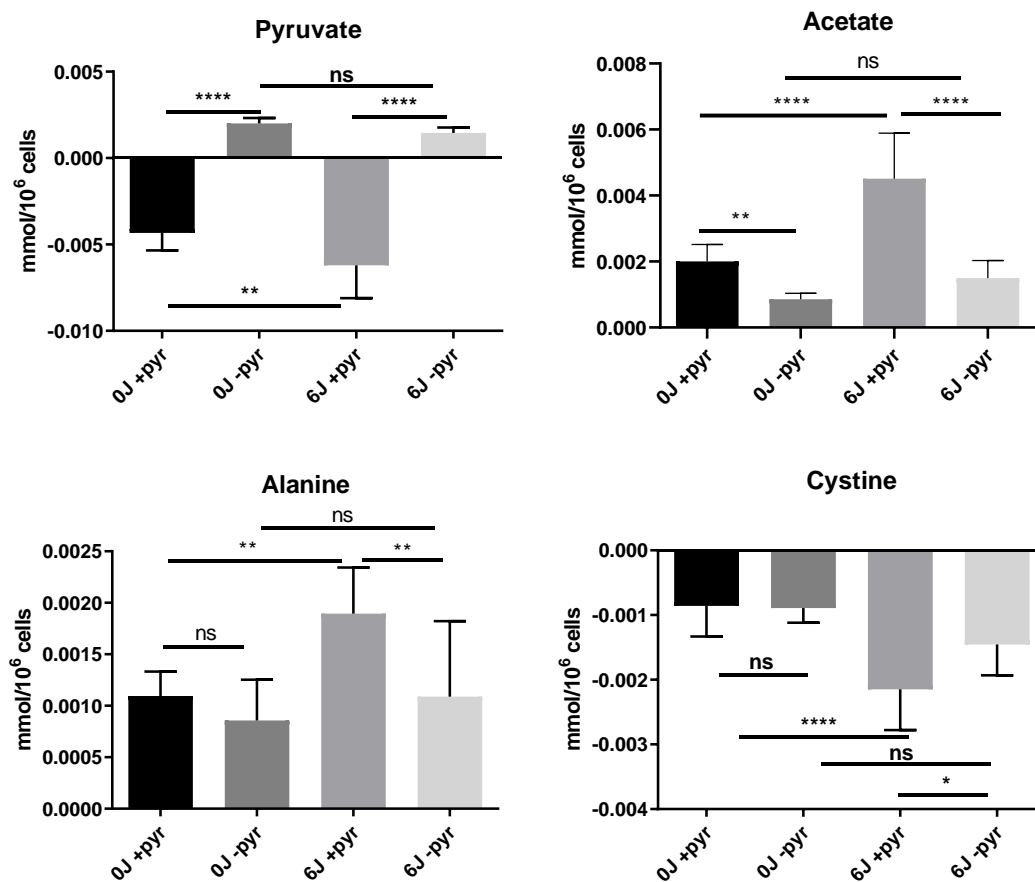 Pyruvate
mmol/10⁶ cells
0.005
0.000
-0.005
-0.010
****
ns
****
**
0J +pyr
0J -pyr
6J +pyr
6J -pyr
Acetate
mmol/10⁶ cells
0.008
0.006
0.004
0.002
0.000
ns
****
****
**
0J +pyr
0J -pyr
6J +pyr
6J -pyr
Alanine
mmol/10⁶ cells
0.0025
0.0020
0.0015
0.0010
0.0005
0.0000
ns
**
**
ns
0J +pyr
0J -pyr
6J +pyr
6J -pyr
Cystine
mmol/10⁶ cells
0.000
-0.001
-0.002
-0.003
-0.004
ns
****
ns
*
0J +pyr
0J -pyr
6J +pyr
6J -pyr